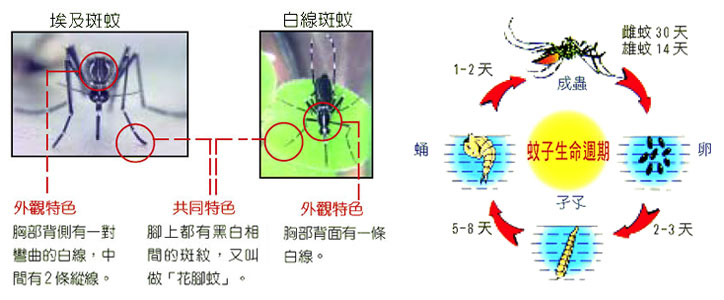 埃及斑蚊
白線斑蚊
外觀特色
胸部背側有一對
彎曲的白線，中
間有2條縱線。
共同特色
腳上都有黑白相
間的斑紋，又叫
做「花腳蚊」。
外觀特色
胸部背面有一條
白線。
雌蚊30天
雄蚊14天
1-2天
成蟲
蛹
蚊子生命週期
卵
孑孓
5-8天
2-3天